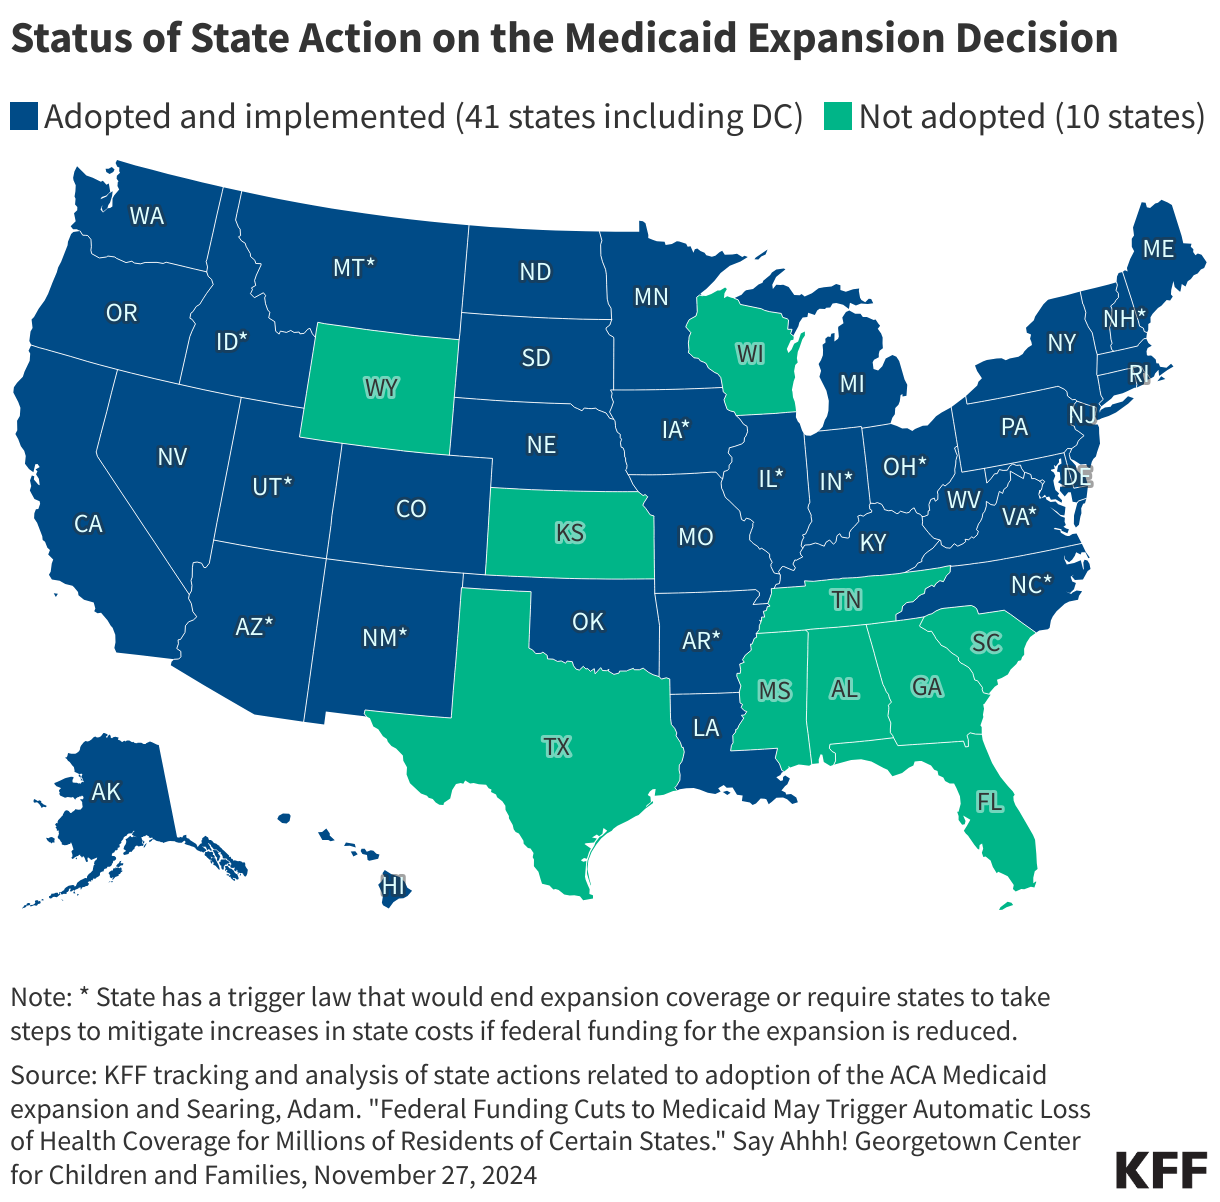 Status of State Action on the Medicaid Expansion Decision
Adopted and implemented (41 states including DC) Not adopted (10 states)
WA
ME
MT*
ND
MN
OR
NH*
ID*
NY
SD
WI
RI
MI
WY
NJ
PA
IA*
NE
NV
OH*
IL*
IN*
DE
UT*
WV
CO
VA*
CA
KS
MO
KY
NC*
TN
OK
AZ*
NM*
AR*
SC
MS
AL
GA
LA
TX
AK
FL
HI
Note: * State has a trigger law that would end expansion coverage or require states to take
steps to mitigate increases in state costs if federal funding for the expansion is reduced.
Source: KFF tracking and analysis of state actions related to adoption of the ACA Medicaid
expansion and Searing, Adam. "Federal Funding Cuts to Medicaid May Trigger Automatic Loss
of Health Coverage for Millions of Residents of Certain States." Say Ahhh! Georgetown Center
for Children and Families, November 27, 2024
KFF